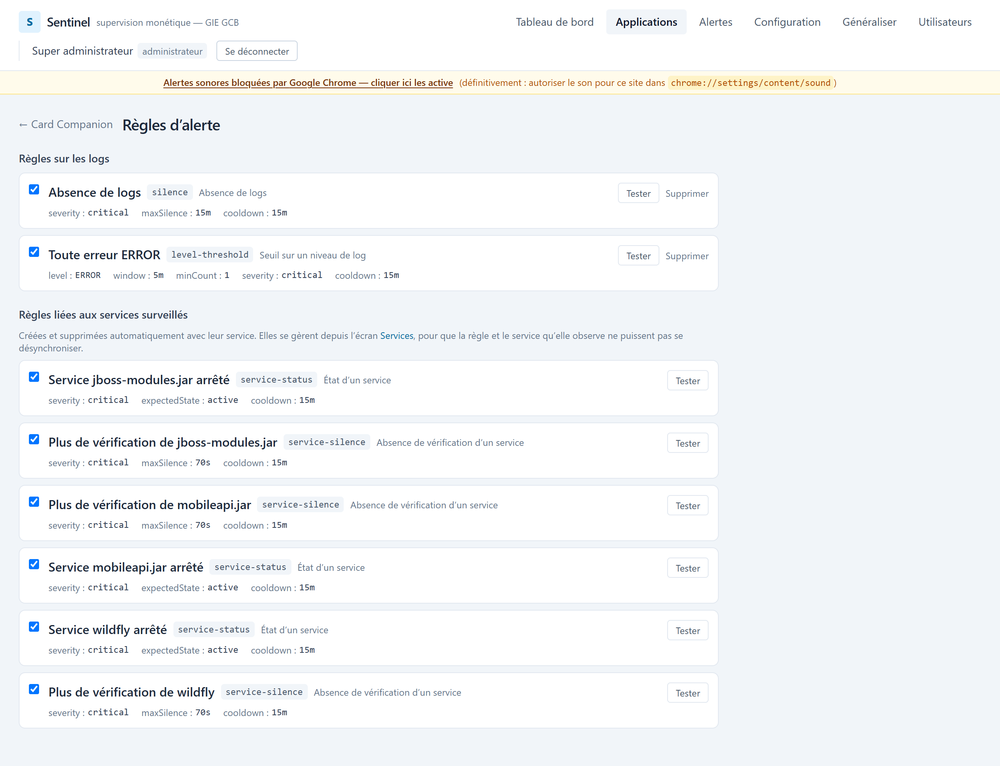 S Sentinel supervision monétique — GIE GCB
Tableau de bord Applications Alertes Configuration Généraliser Utilisateurs
Super administrateur administrateur Se déconnecter
Alertes sonores bloquées par Google Chrome — cliquer ici les active (définitivement : autoriser le son pour ce site dans chrome://settings/content/sound)
← Card Companion Règles d’alerte
Règles sur les logs
Absence de logs silence Absence de logs Tester Supprimer
severity : critical maxSilence : 15m cooldown : 15m
Toute erreur ERROR level-threshold Seuil sur un niveau de log Tester Supprimer
level : ERROR window : 5m minCount : 1 severity : critical cooldown : 15m
Règles liées aux services surveillés
Créées et supprimées automatiquement avec leur service. Elles se gèrent depuis l’écran Services, pour que la règle et le service qu’elle observe ne puissent pas se
désynchroniser.
Service jboss-modules.jar arrêté service-status État d’un service Tester
severity : critical expectedState : active cooldown : 15m
Plus de vérification de jboss-modules.jar service-silence Absence de vérification d’un service Tester
severity : critical maxSilence : 70s cooldown : 15m
Plus de vérification de mobileapi.jar service-silence Absence de vérification d’un service Tester
severity : critical maxSilence : 70s cooldown : 15m
Service mobileapi.jar arrêté service-status État d’un service Tester
severity : critical expectedState : active cooldown : 15m
Service wildfly arrêté service-status État d’un service Tester
severity : critical expectedState : active cooldown : 15m
Plus de vérification de wildfly service-silence Absence de vérification d’un service Tester
severity : critical maxSilence : 70s cooldown : 15m